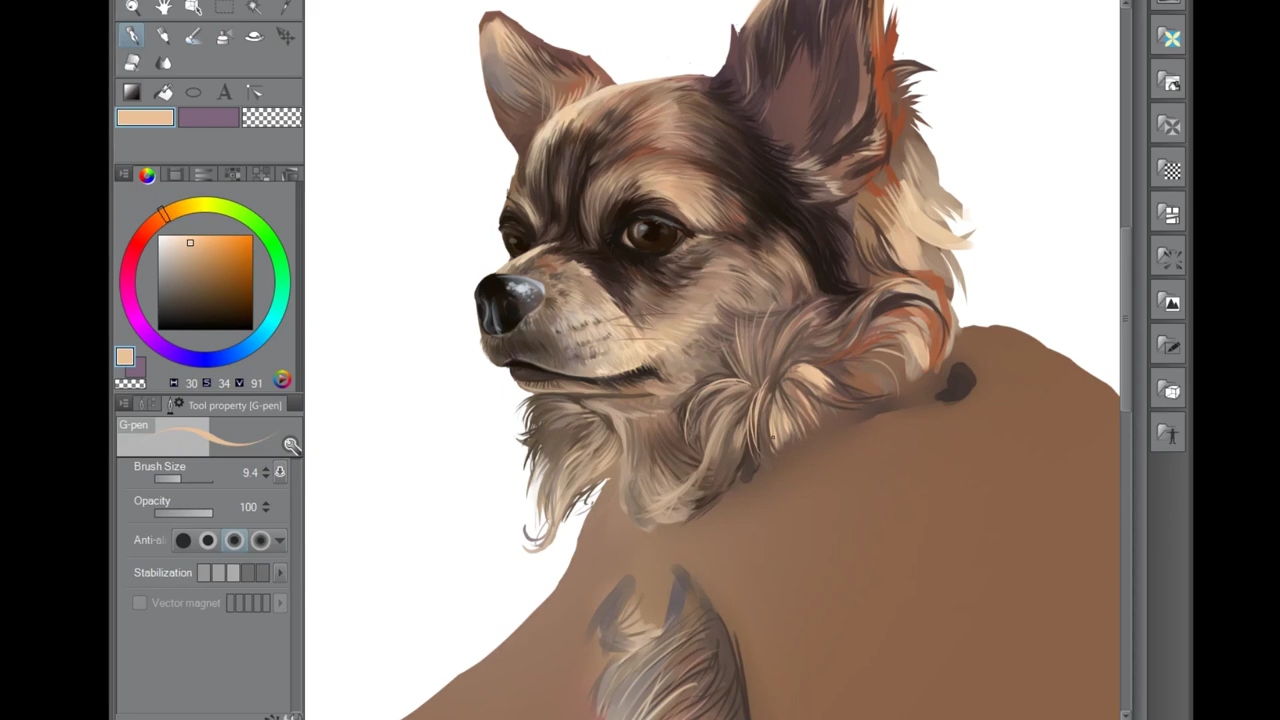 A
H 30 S 34 V 91
Tool property [G-pen]
G-pen
Brush Size 9.4
Opacity 100
Anti-ali
Stabilization
Vector magnet